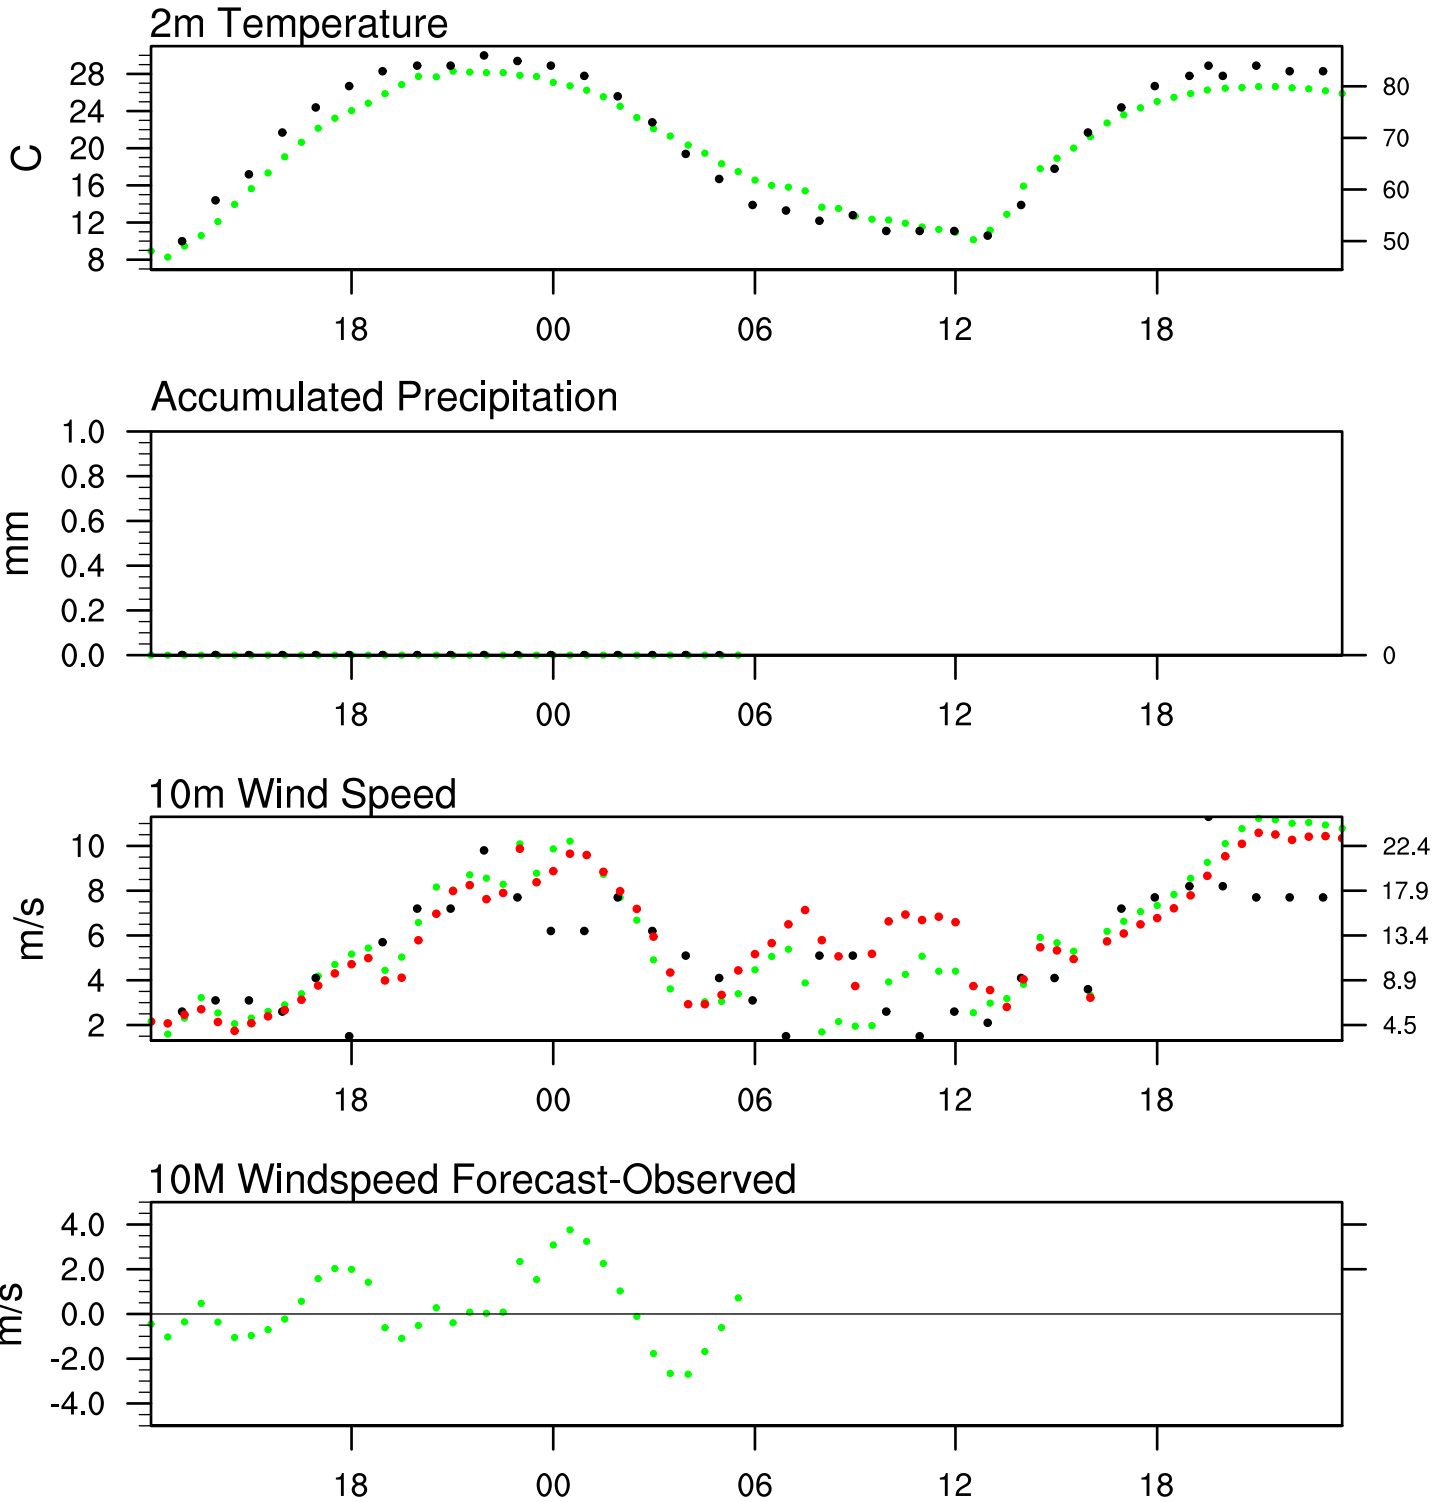 2m Temperature
28
24
20
16
12
8
C
80
70
60
50
18 00 06 12 18
Accumulated Precipitation
1.0
0.8
0.6
0.4
0.2
0.0
mm
0
18 00 06 12 18
10m Wind Speed
10
8
6
4
2
m/s
22.4
17.9
13.4
8.9
4.5
18 00 06 12 18
10M Windspeed Forecast-Observed
4.0
2.0
0.0
-2.0
-4.0
m/s
18 00 06 12 18